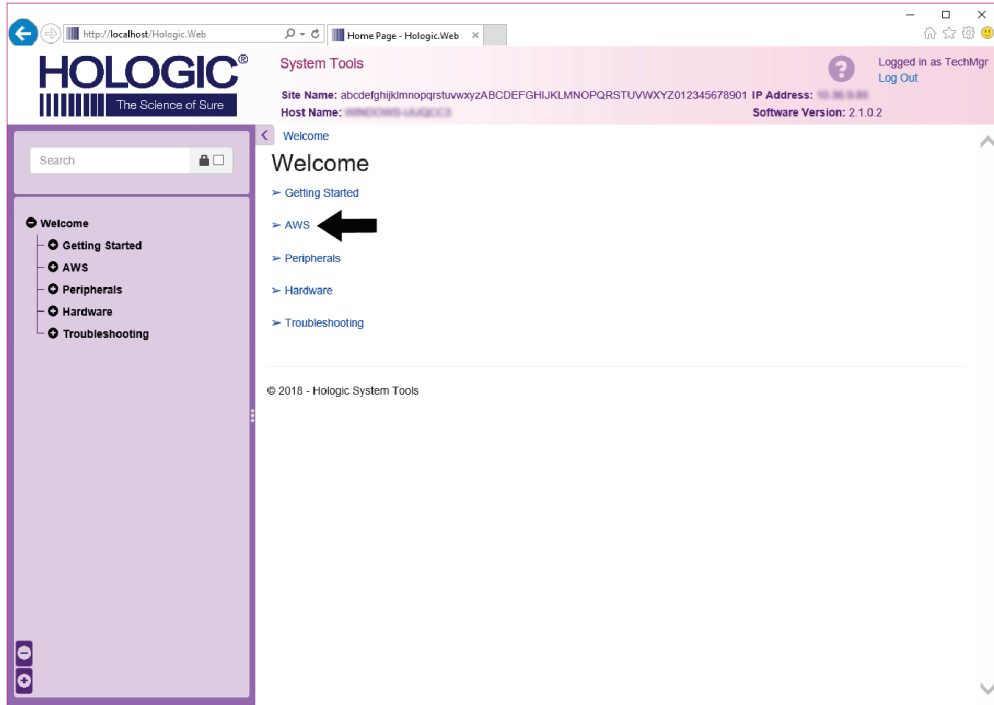 http://localhost/Hologic.Web
Home Page - Hologic.Web
HOLOGIC®
The Science of Sure
System Tools
Logged in as TechMgr
Log Out
Site Name: abcdefghijklmnopqrstuvwxyzABCDEFGHIJKLMNOPQRSTUVWXYZ012345678901 IP Address:
Host Name: Software Version: 2.1.0.2
Search
Welcome
Getting Started
AWS
Peripherals
Hardware
Troubleshooting
Welcome
Welcome
➢ Getting Started
➢ AWS
➢ Peripherals
➢ Hardware
➢ Troubleshooting
© 2018 - Hologic System Tools